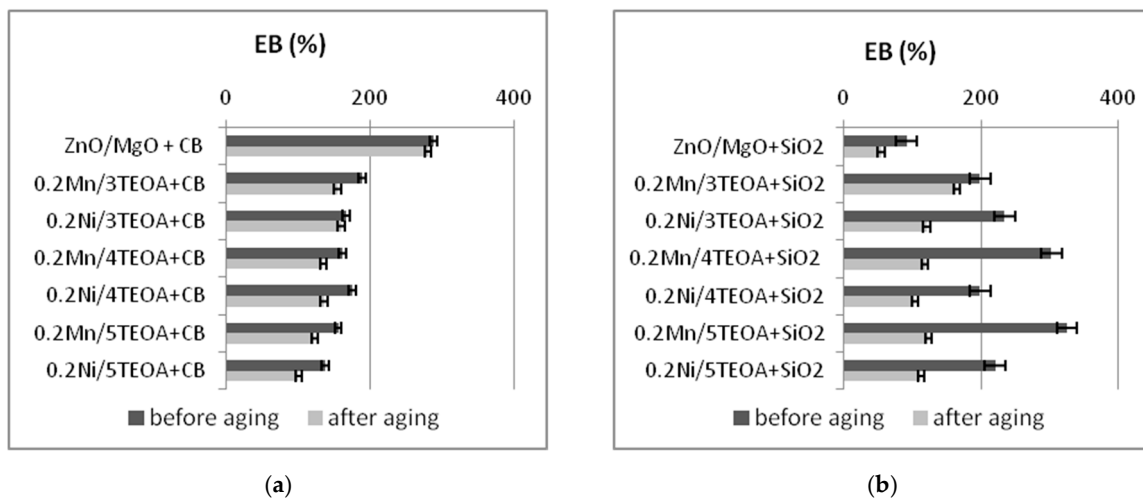 EB (%)
0 200 400
ZnO/MgO + CB
0.2Mn/3TEOA+CB
0.2Ni/3TEOA+CB
0.2Mn/4TEOA+CB
0.2Ni/4TEOA+CB
0.2Mn/5TEOA+CB
0.2Ni/5TEOA+CB
before aging after aging
(a)
EB (%)
0 200 400
ZnO/MgO+SiO2
0.2Mn/3TEOA+SiO2
0.2Ni/3TEOA+SiO2
0.2Mn/4TEOA+SiO2
0.2Ni/4TEOA+SiO2
0.2Mn/5TEOA+SiO2
0.2Ni/5TEOA+SiO2
before aging after aging
(b)